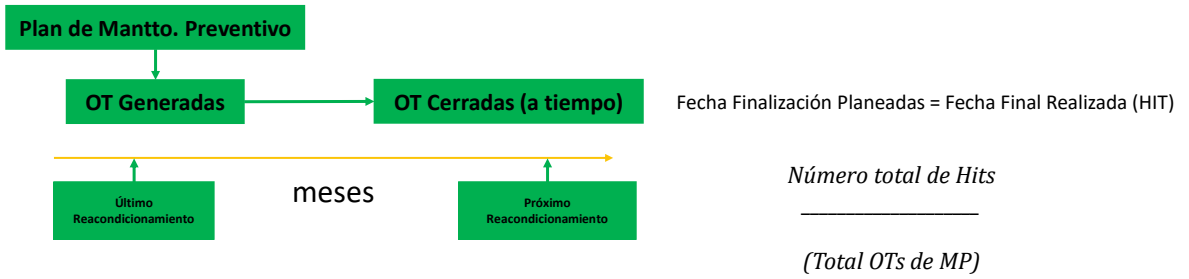 Plan de Mantto. Preventivo
OT Generadas
OT Cerradas (a tiempo)
Fecha Finalización Planeadas = Fecha Final Realizada (HIT)
Último
Reacondicionamiento
meses
Próximo
Reacondicionamiento
Número total de Hits
(Total OTs de MP)